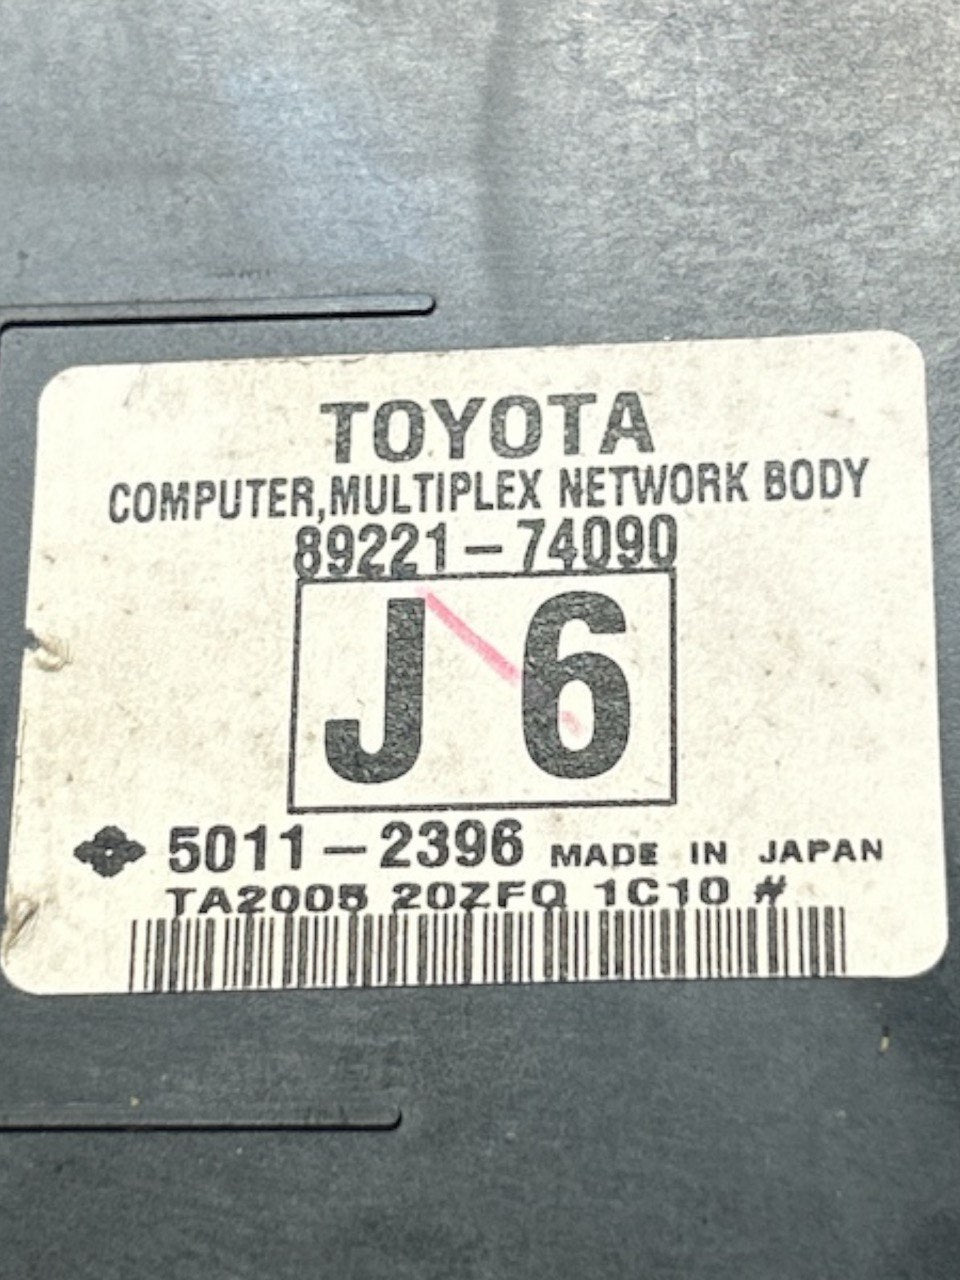 TOYOTA
COMPUTER,MULTIPLEX NETWORK BODY
89221-74090
J 6
5011-2396 MADE IN JAPAN
TA2005 20ZFQ 1C10 #